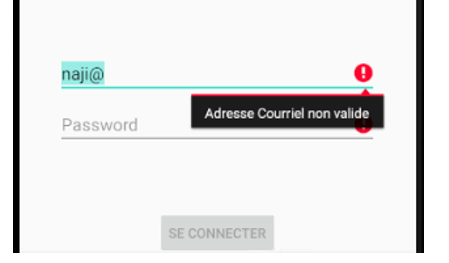 naji@
Adresse Courriel non valide
Password
SE CONNECTER